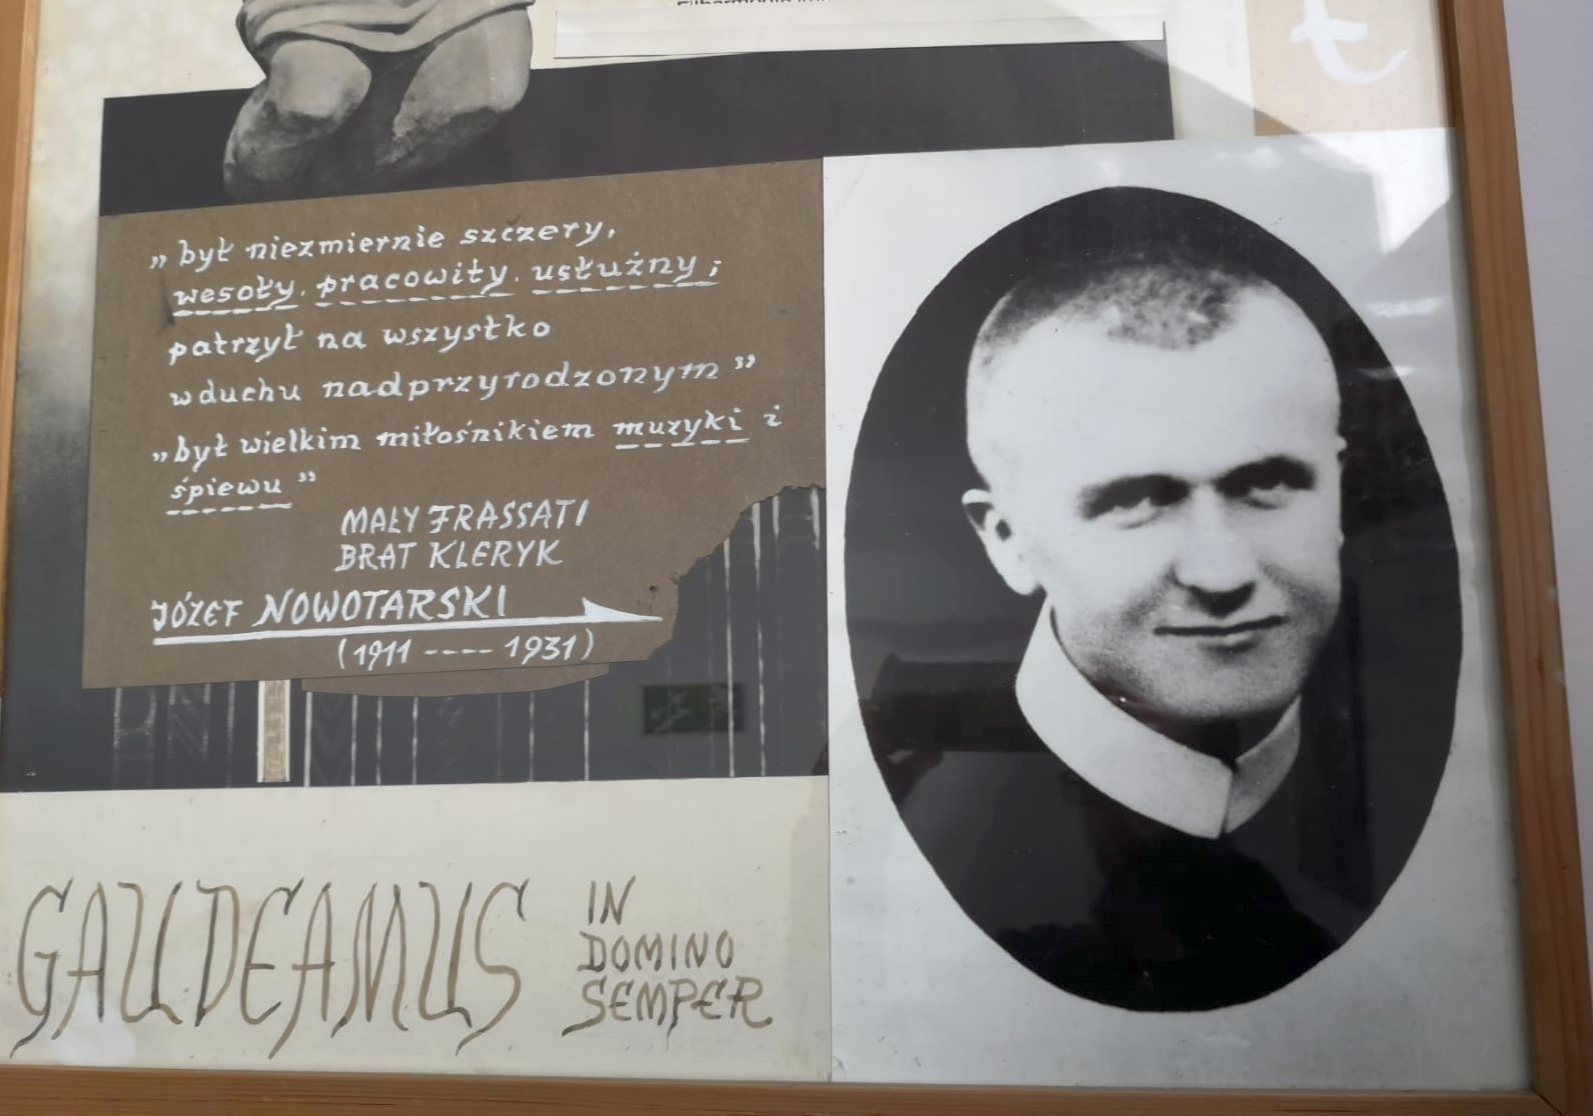 „był niezmiernie szczery,
wesoły, pracowity, usłużny;
patrzył na wszystko
w duchu nadprzyrodzonym”
„był wielkim miłośnikiem muzyki i
śpiewu”
MAŁY FRASSATI
BRAT KLERYK
JÓZEF NOWOTARSKI
(1911 ---- 1931)
GAUDEAMUS IN
DOMINO
SEMPER